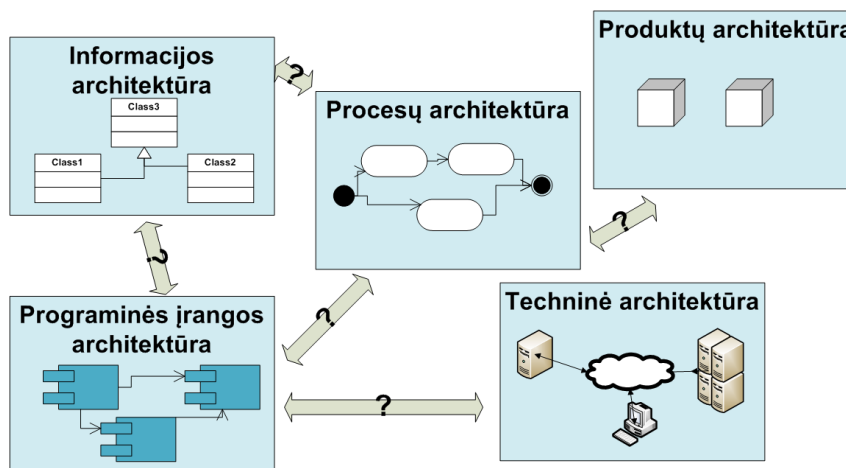 Informacijos
architektūra
Class3
Class1
Class2
?
Procesų architektūra
Produktų architektūra
?
?
?
Programinės įrangos
architektūra
?
Techninė architektūra